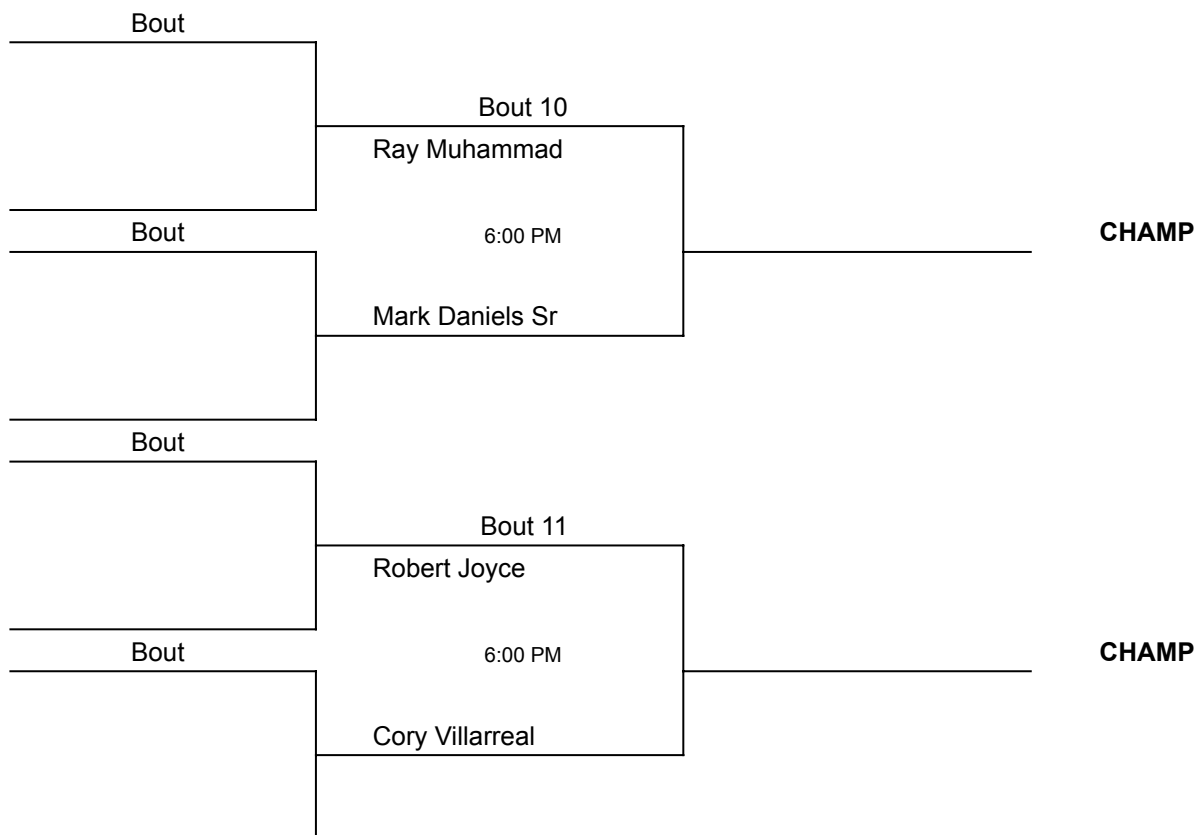 Bout
Bout 10
Ray Muhammad
Bout
6:00 PM
CHAMP
Mark Daniels Sr
Bout
Bout 11
Robert Joyce
Bout
6:00 PM
CHAMP
Cory Villarreal